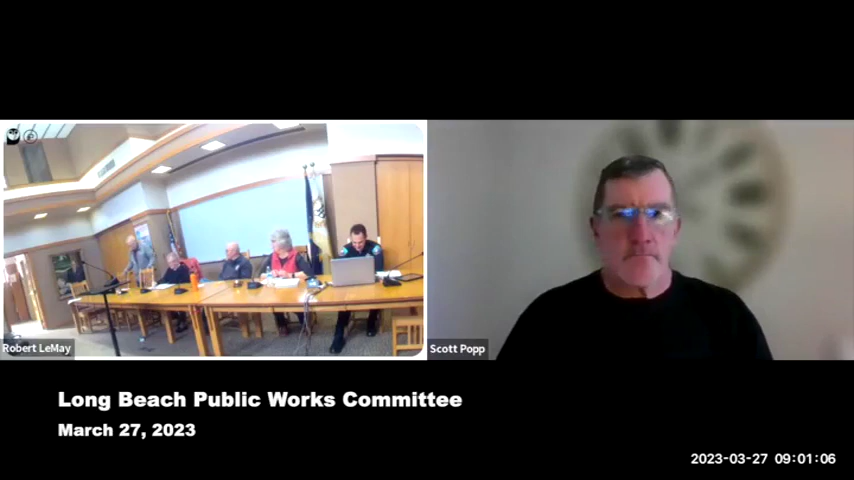 Robert LeMay
Scott Popp
Long Beach Public Works Committee
March 27, 2023
2023-03-27 09:01:06